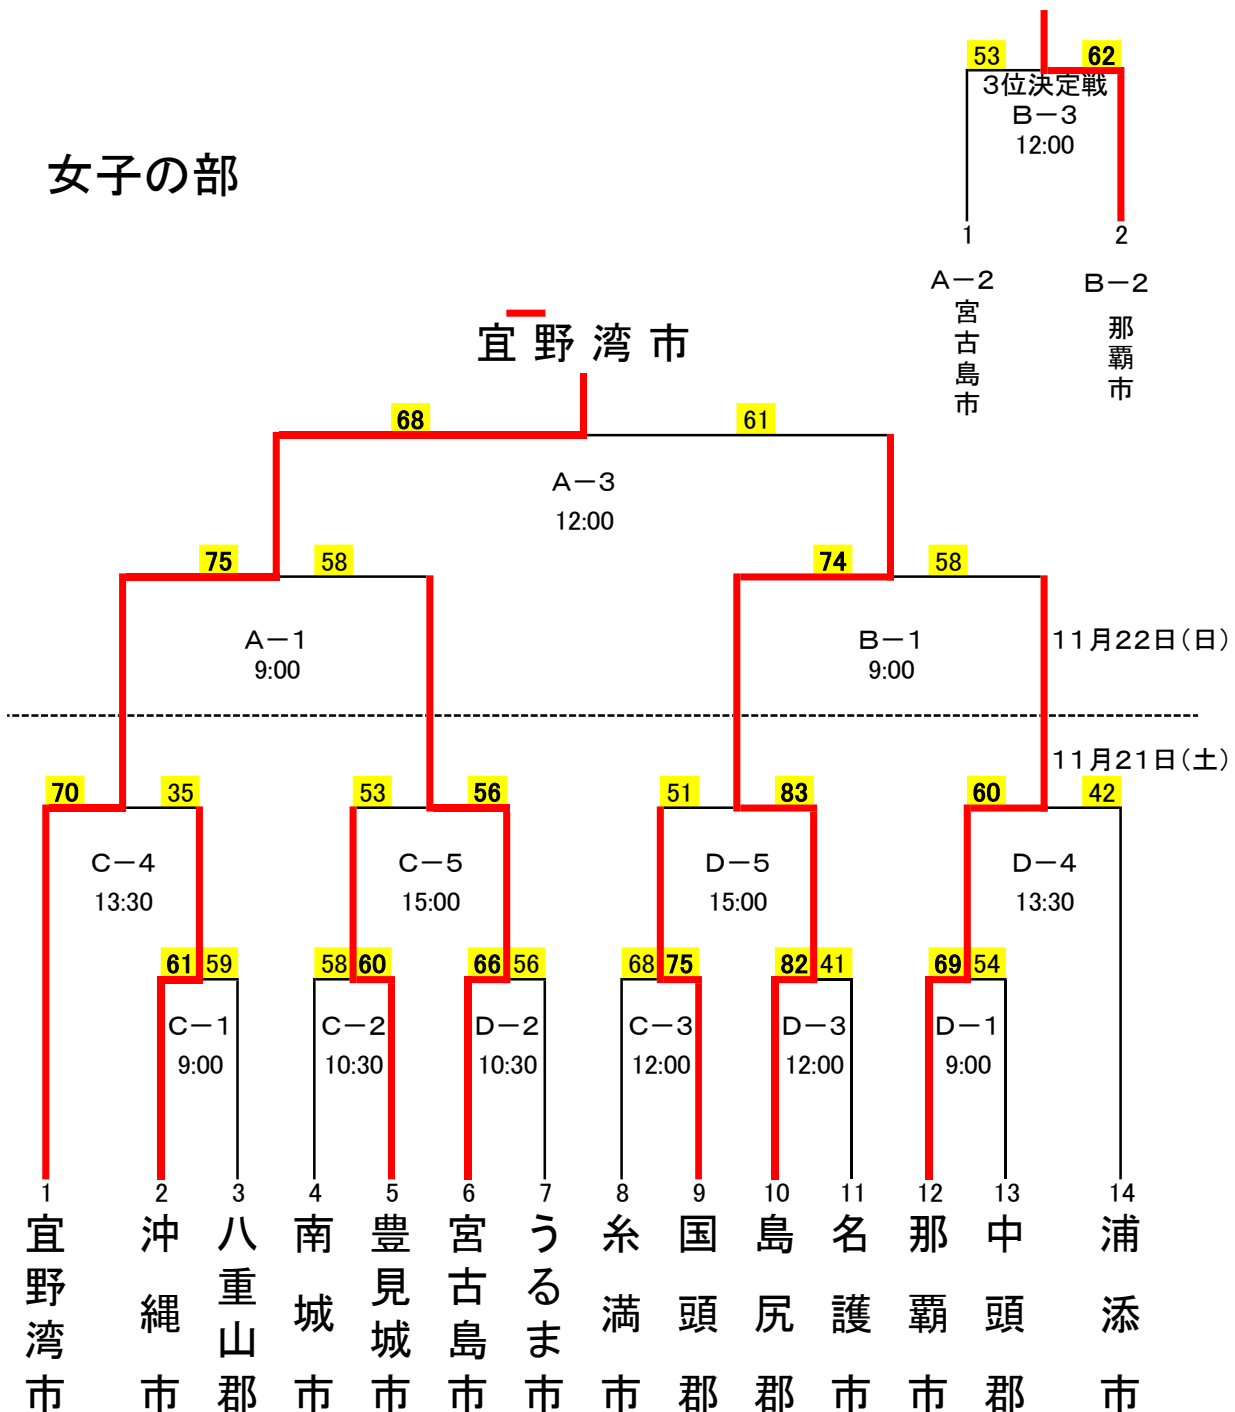 53 62
3位決定戦
B－3
12:00
女子の部
1 2
A－2 B－2
宮古島市
那覇市
宜野湾市
68 61
A－3
12:00
75 58 74 58
A－1 B－1 11月22日(日)
9:00 9:00
11月21日(土)
70 35 53 56 51 83 60 42
C－4 C－5 D－5 D－4
13:30 15:00 15:00 13:30
61 59 58 60 66 56 68 75 82 41 69 54
C－1 C－2 D－2 C－3 D－3 D－1
9:00 10:30 10:30 12:00 12:00 9:00
1 2 3 4 5 6 7 8 9 10 11 12 13 14
宜野湾市
沖縄市
八重山郡
南城市
豊見城市
宮古島市
うるま市
糸満市
国頭郡
島尻郡
名護市
那覇市
中頭郡
浦添市